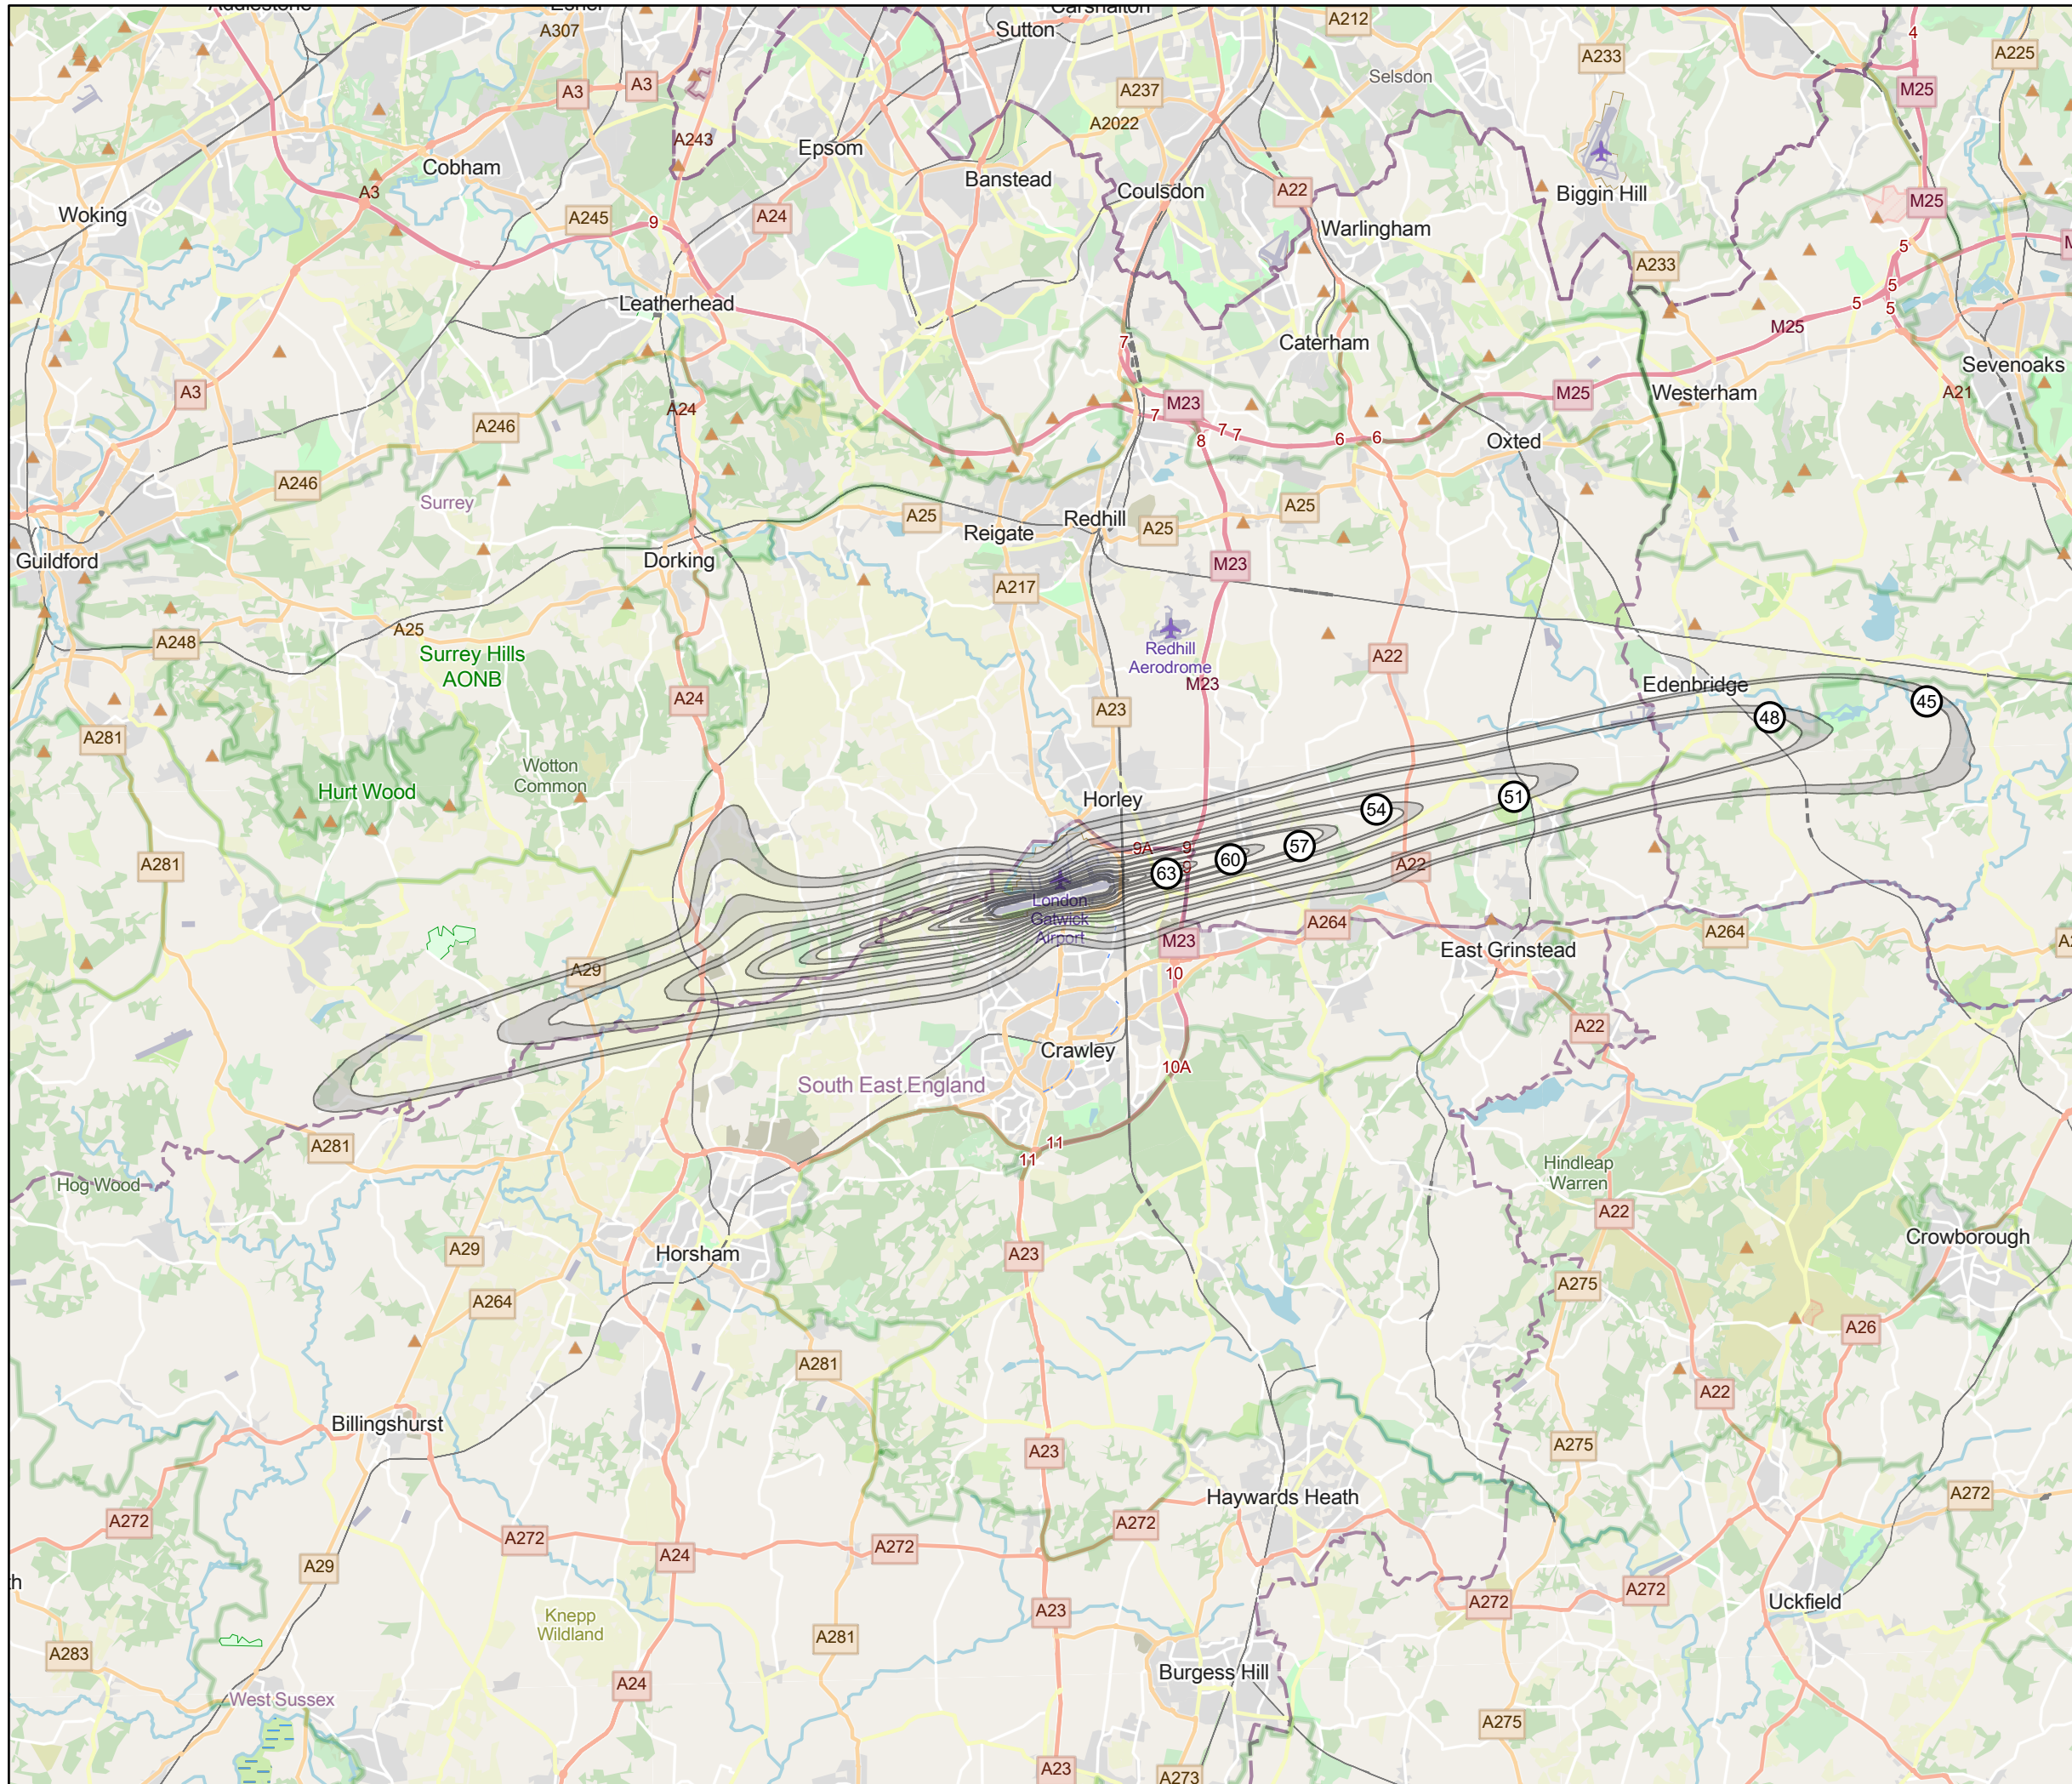 Addlestone
Esher
Carshalton
A307
Sutton
A212
4
A233
A225
A3
A3
A237
Selsdon
M25
A2022
A243
Epsom
Cobham
Banstead
Coulsdon
A22
Biggin Hill
A3
M25
Woking
A245
9
A24
Warlingham
5
M
A233
5
5
5
M25
Leatherhead
7
Caterham
Sevenoaks
A3
A24
M23
M25
Westerham
A21
A246
7
7
7
8
6
6
Oxted
A246
Surrey
A25
A25
Redhill
A25
Reigate
Guildford
Dorking
M23
A217
A25
A248
Redhill
Aerodrome
Surrey Hills
AONB
A22
M23
Edenbridge
A24
45
A23
48
A281
Wotton
Common
Hurt Wood
Horley
51
54
57
9A
9
60
A281
63
9
A22
London
Gatwick
Airport
A264
A264
M23
A2
East Grinstead
A29
10
A22
Crawley
10A
South East England
11
A281
11
Hog Wood
Hindleap
Warren
A22
Crowborough
A29
Horsham
A23
A275
A264
A26
A281
A22
Billingshurst
A23
A275
Haywards Heath
A272
A272
A272
A272
A272
A24
A29
th
A272
A272
Uckfield
A23
Knepp
Wildland
A281
A283
Burgess Hill
A24
West Sussex
A275
A23
A273